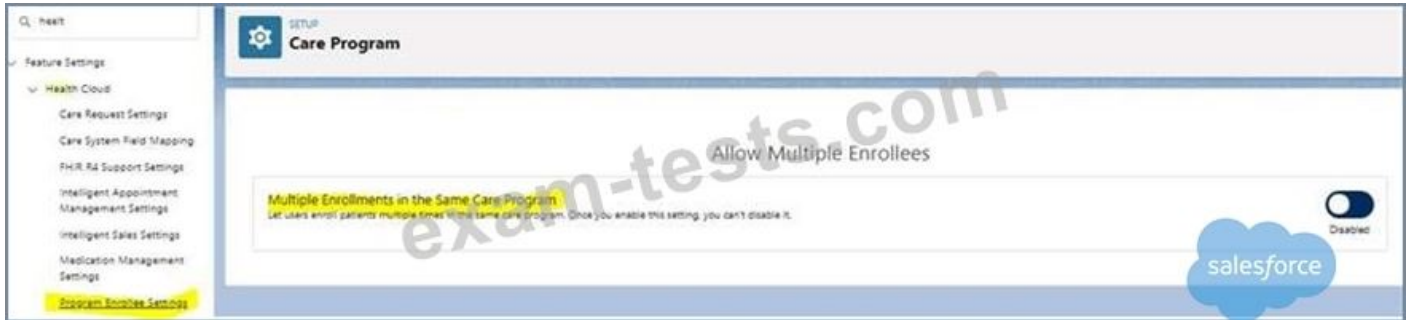 healt
SETUP
Care Program
Feature Settings
Health Cloud
Care Request Settings
Care System Field Mapping
FHIR R4 Support Settings
Intelligent Appointment
Management Settings
Intelligent Sales Settings
Medication Management
Settings
Program Enrollee Settings
Allow Multiple Enrollees
Multiple Enrollments in the Same Care Program
Let users enroll patients multiple times in the same care program. Once you enable this setting, you can't disable it.
Disabled
exam-tests.com
salesforce